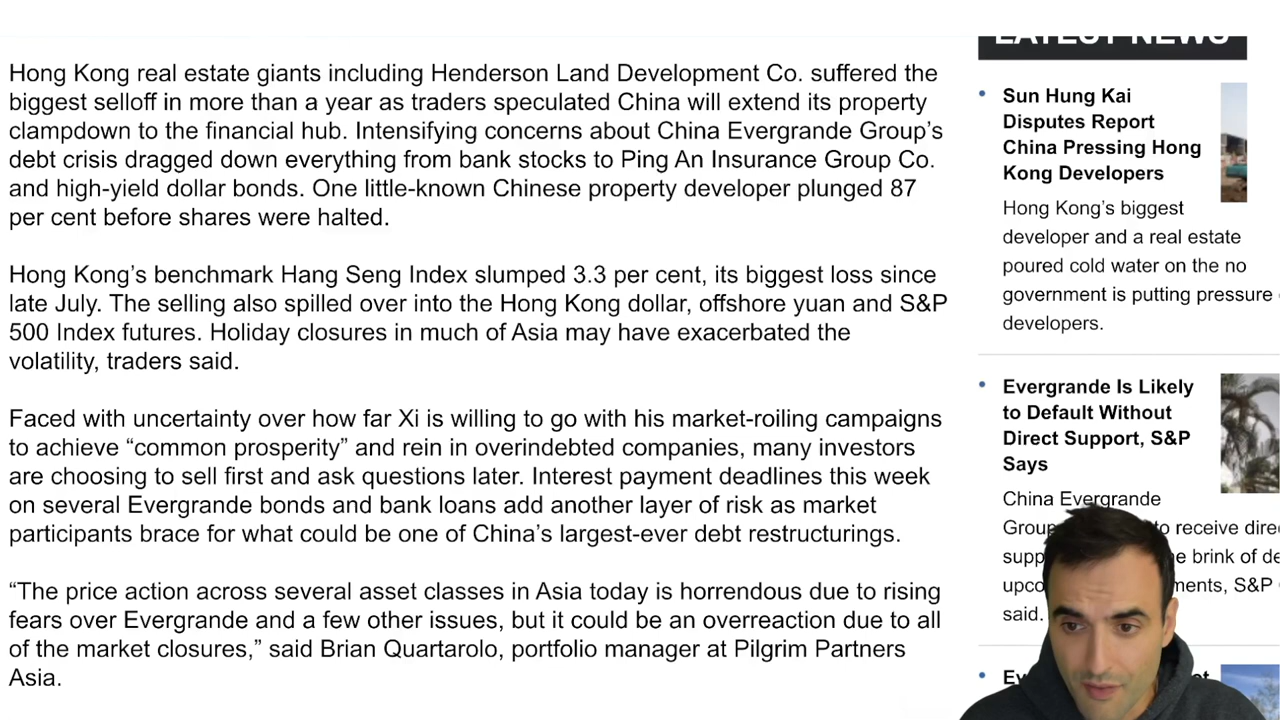 LATEST NEWS
Hong Kong real estate giants including Henderson Land Development Co. suffered the
biggest selloff in more than a year as traders speculated China will extend its property
clampdown to the financial hub. Intensifying concerns about China Evergrande Group’s
debt crisis dragged down everything from bank stocks to Ping An Insurance Group Co.
and high-yield dollar bonds. One little-known Chinese property developer plunged 87
per cent before shares were halted.
Hong Kong’s benchmark Hang Seng Index slumped 3.3 per cent, its biggest loss since
late July. The selling also spilled over into the Hong Kong dollar, offshore yuan and S&P
500 Index futures. Holiday closures in much of Asia may have exacerbated the
volatility, traders said.
Faced with uncertainty over how far Xi is willing to go with his market-roiling campaigns
to achieve “common prosperity” and rein in overindebted companies, many investors
are choosing to sell first and ask questions later. Interest payment deadlines this week
on several Evergrande bonds and bank loans add another layer of risk as market
participants brace for what could be one of China’s largest-ever debt restructurings.
“The price action across several asset classes in Asia today is horrendous due to rising
fears over Evergrande and a few other issues, but it could be an overreaction due to all
of the market closures,” said Brian Quartarolo, portfolio manager at Pilgrim Partners
Asia.
Sun Hung Kai
Disputes Report
China Pressing Hong
Kong Developers
Hong Kong’s biggest
developer and a real estate
poured cold water on the no
government is putting pressure
developers.
Evergrande Is Likely
to Default Without
Direct Support, S&P
Says
China Evergrande
Group to receive
brink of
S&P
said.